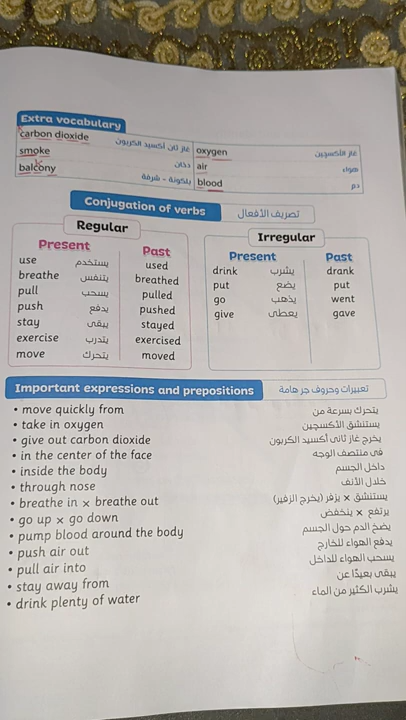 Extra vocabulary
carbon dioxide غاز ثانى أكسيد الكربون oxygen غاز الأكسجين
smoke دخان air هواء
balcony بلكونة - شرفة blood دم
Conjugation of verbs تصريف الأفعال
Regular
Present Past
use يستخدم used
breathe يتنفس breathed
pull يسحب pulled
push يدفع pushed
stay يبقى stayed
exercise يتدرب exercised
move يتحرك moved
Irregular
Present Past
drink يشرب drank
put يضع put
go يذهب went
give يعطى gave
Important expressions and prepositions تعبيرات وحروف جر هامة
• move quickly from يتحرك بسرعة من
• take in oxygen يستنشق الأكسجين
• give out carbon dioxide يخرج غاز ثانى أكسيد الكربون
• in the center of the face فى منتصف الوجه
• inside the body داخل الجسم
• through nose خلال الأنف
• breathe in × breathe out يستنشق × يزفر (يخرج الزفير)
• go up × go down يرتفع × ينخفض
• pump blood around the body يضخ الدم حول الجسم
• push air out يدفع الهواء للخارج
• pull air into يسحب الهواء للداخل
• stay away from يبقى بعيدًا عن
• drink plenty of water يشرب الكثير من الماء